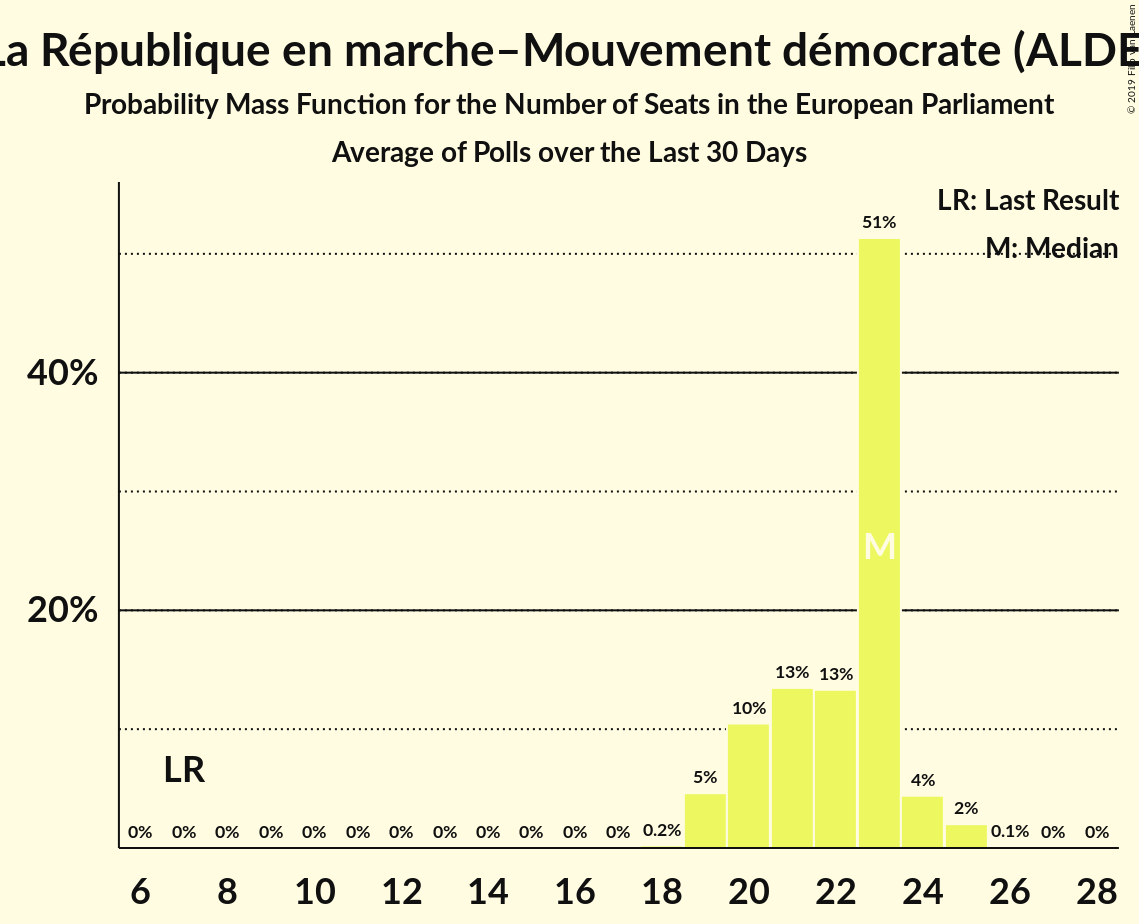 La République en marche–Mouvement démocrate (ALDE
Probability Mass Function for the Number of Seats in the European Parliament
Average of Polls over the Last 30 Days
LR: Last Result
M: Median
51%
40%
M
20%
13% 13%
10%
LR
5% 4%
2%
0% 0% 0% 0% 0% 0% 0% 0% 0% 0% 0% 0% 0.2% 0.1% 0% 0%
6 8 10 12 14 16 18 20 22 24 26 28
© 2019